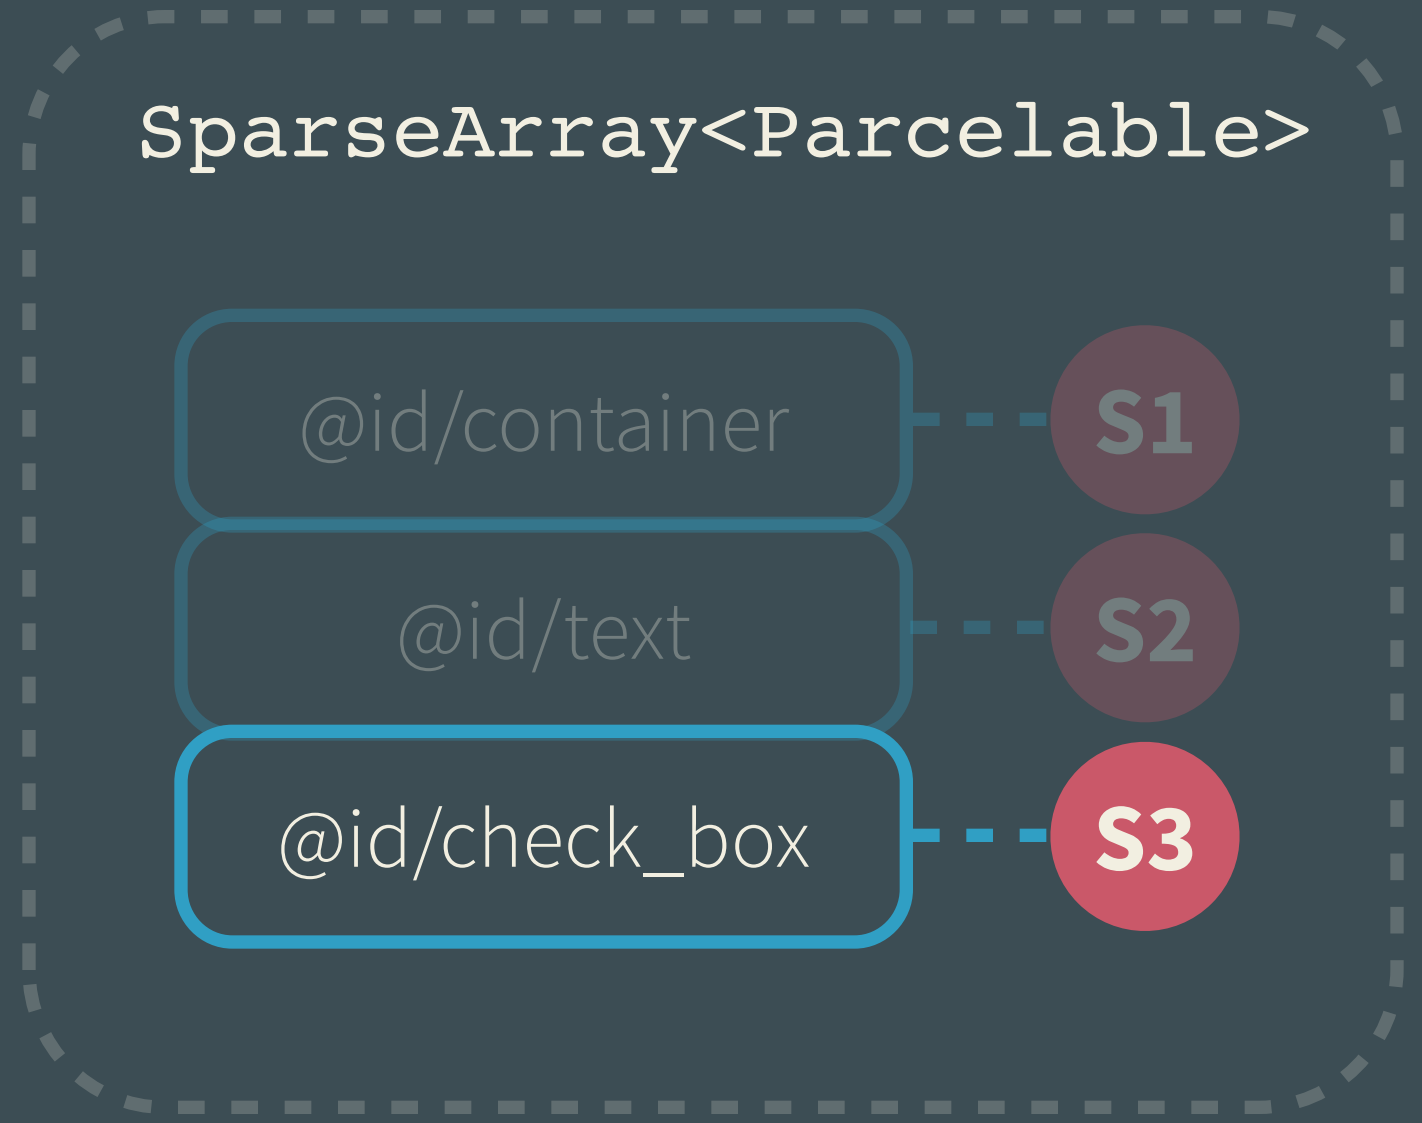 SparseArray<Parcelable>
@id/container S1
@id/text S2
@id/check_box S3